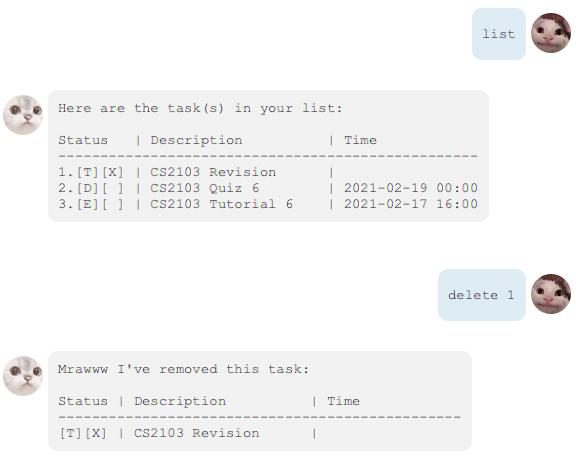 list
Here are the task(s) in your list:
Status   | Description          | Time
--------------------------------------------------
1.[T][X] | CS2103 Revision      |
2.[D][ ] | CS2103 Quiz 6        | 2021-02-19 00:00
3.[E][ ] | CS2103 Tutorial 6    | 2021-02-17 16:00
delete 1
Mrawww I've removed this task:
Status | Description          | Time
------------------------------------------------
[T][X] | CS2103 Revision      |